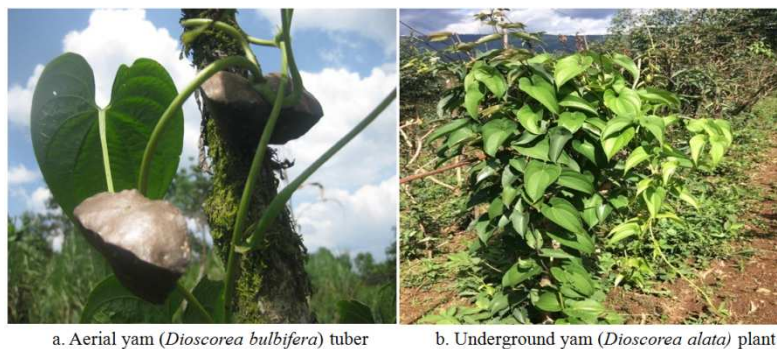 a. Aerial yam (Dioscorea bulbifera) tuber
b. Underground yam (Dioscorea alata) plant